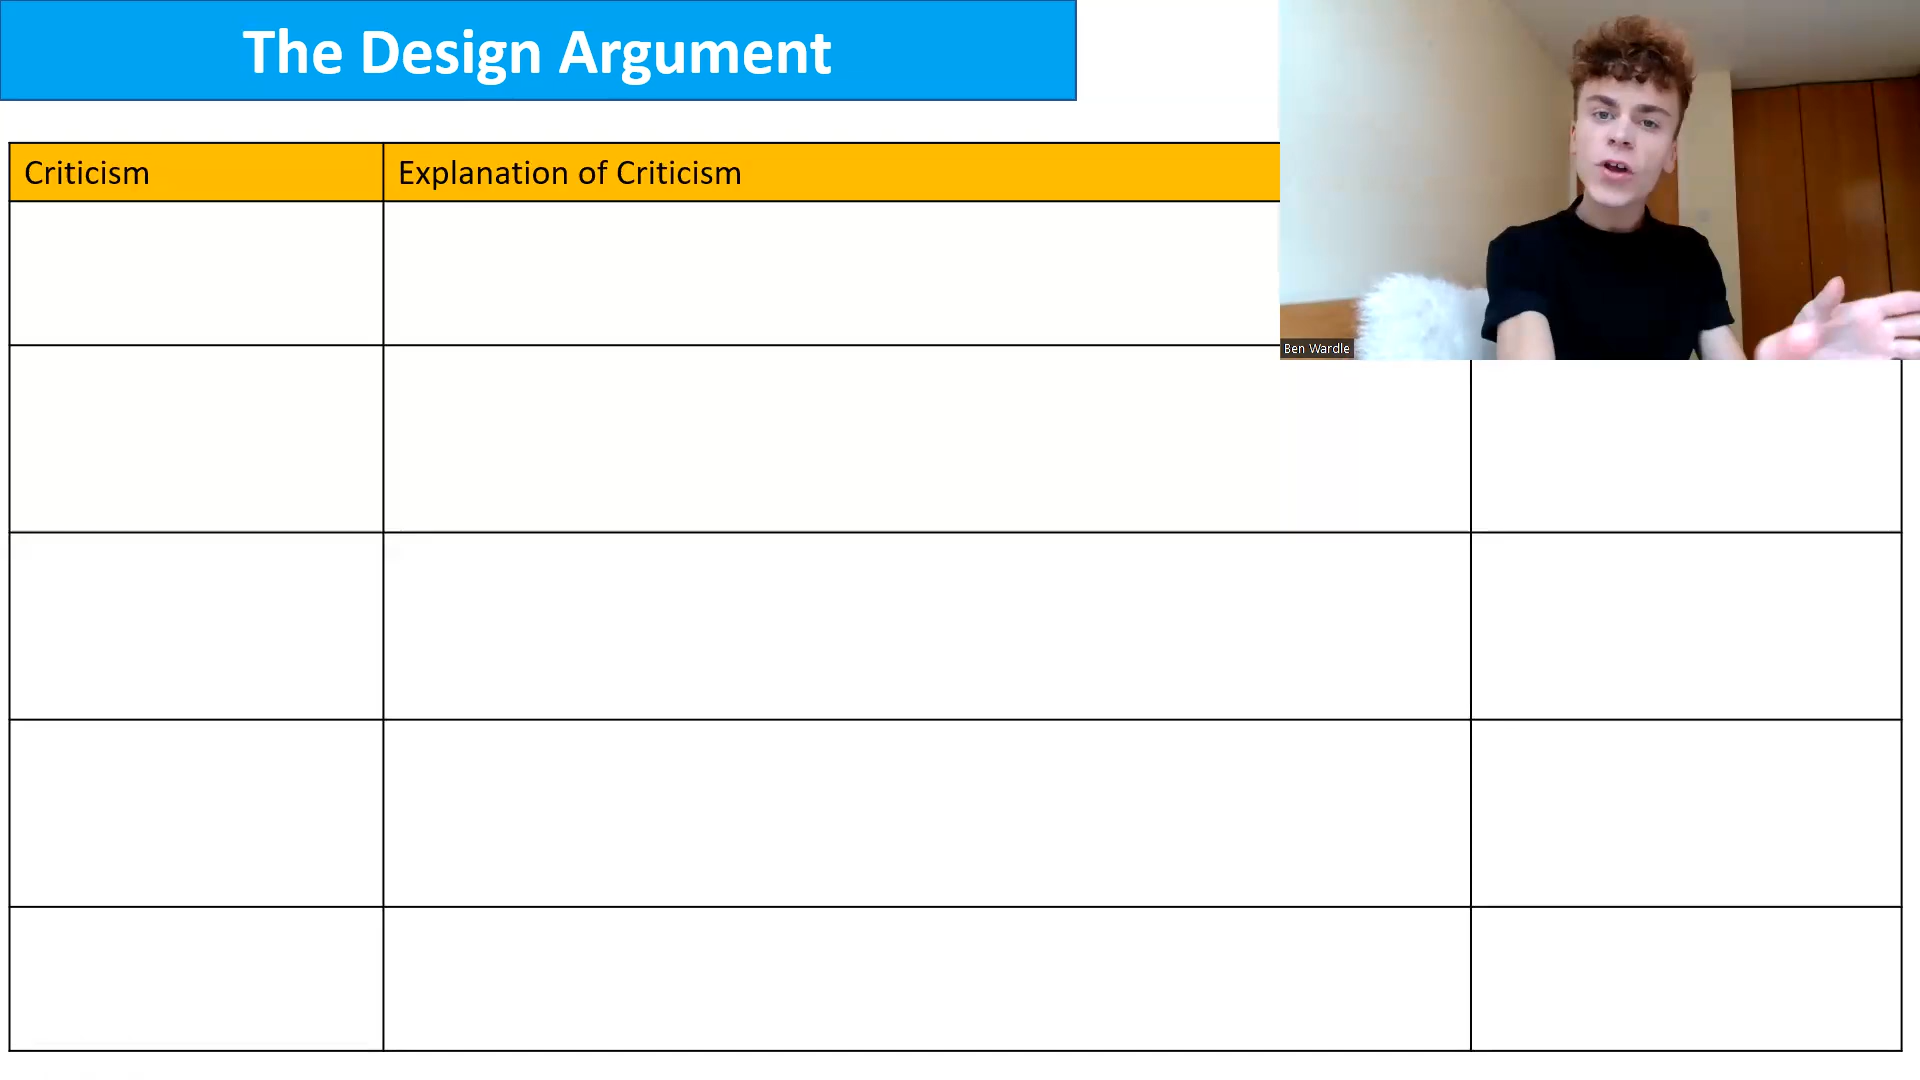 The Design Argument
Criticism
Explanation of Criticism
Ben Wardle